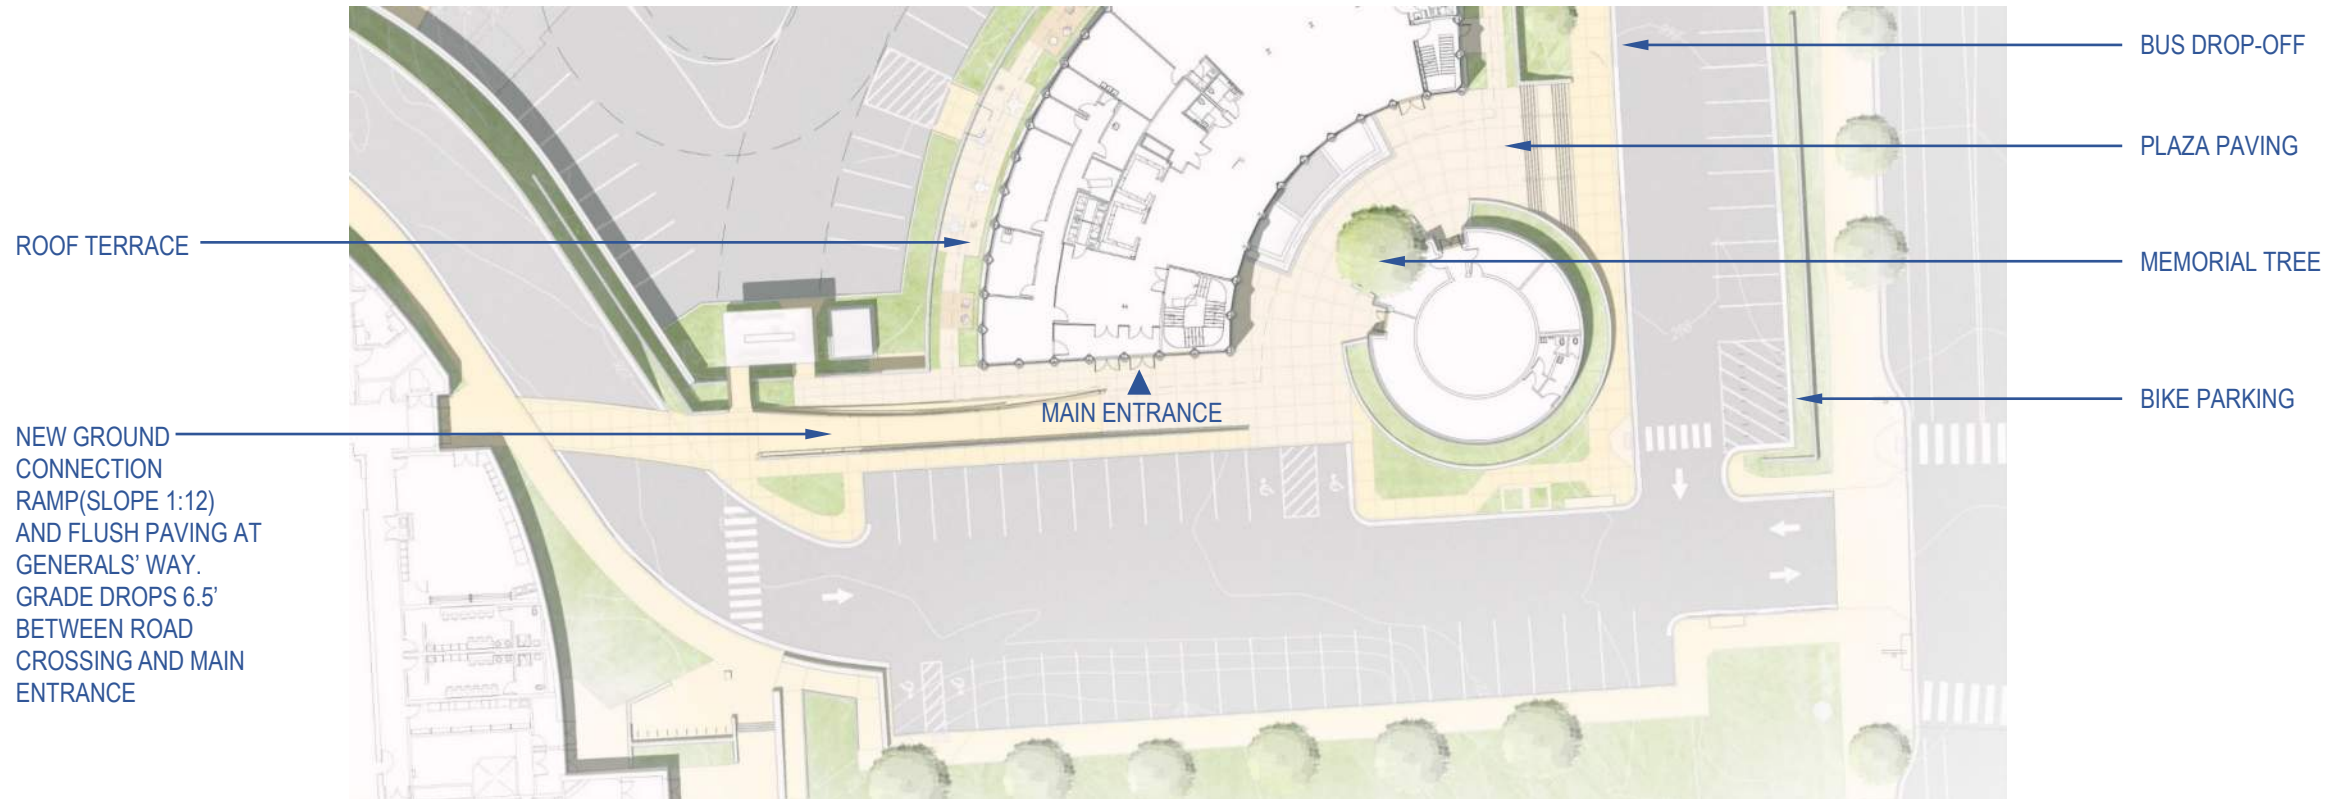 BUS DROP-OFF
PLAZA PAVING
ROOF TERRACE
MEMORIAL TREE
MAIN ENTRANCE
BIKE PARKING
NEW GROUND
CONNECTION
RAMP(SLOPE 1:12)
AND FLUSH PAVING AT
GENERALS’ WAY.
GRADE DROPS 6.5’
BETWEEN ROAD
CROSSING AND MAIN
ENTRANCE